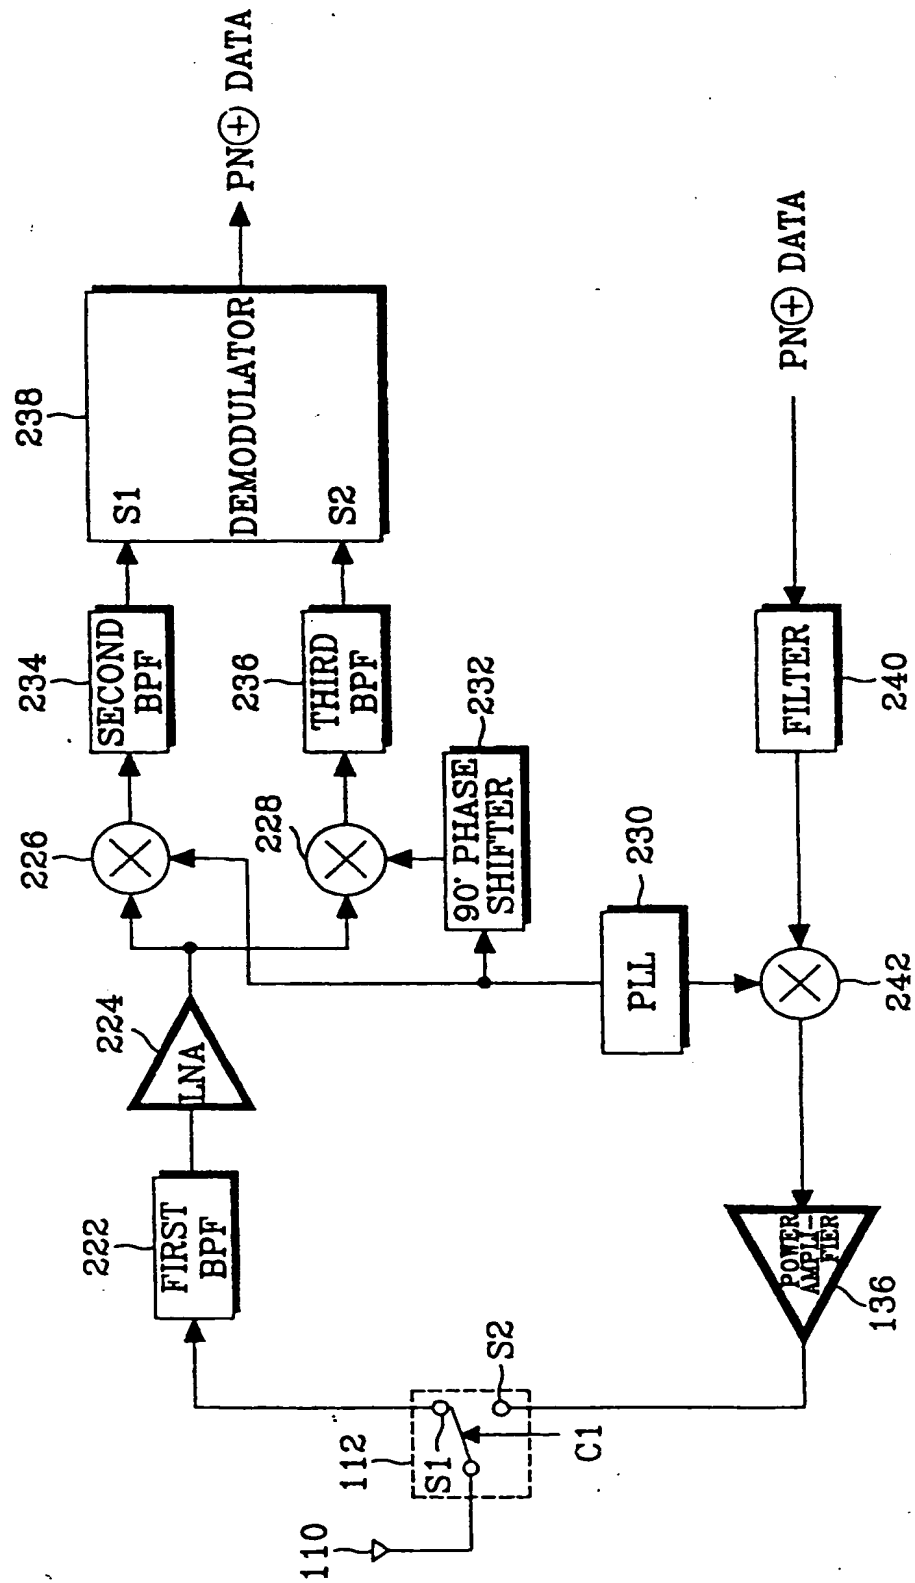 238
S1
DEMODULATOR
S2
PN⊕DATA
234
SECOND
BPF
236
THIRD
BPF
226
228
232
90° PHASE
SHIFTER
224
LNA
230
PLL
222
FIRST
BPF
110
112
S1
S2
C1
PN⊕DATA
FILTER
240
242
POWER
AMPLI-
FIER
136